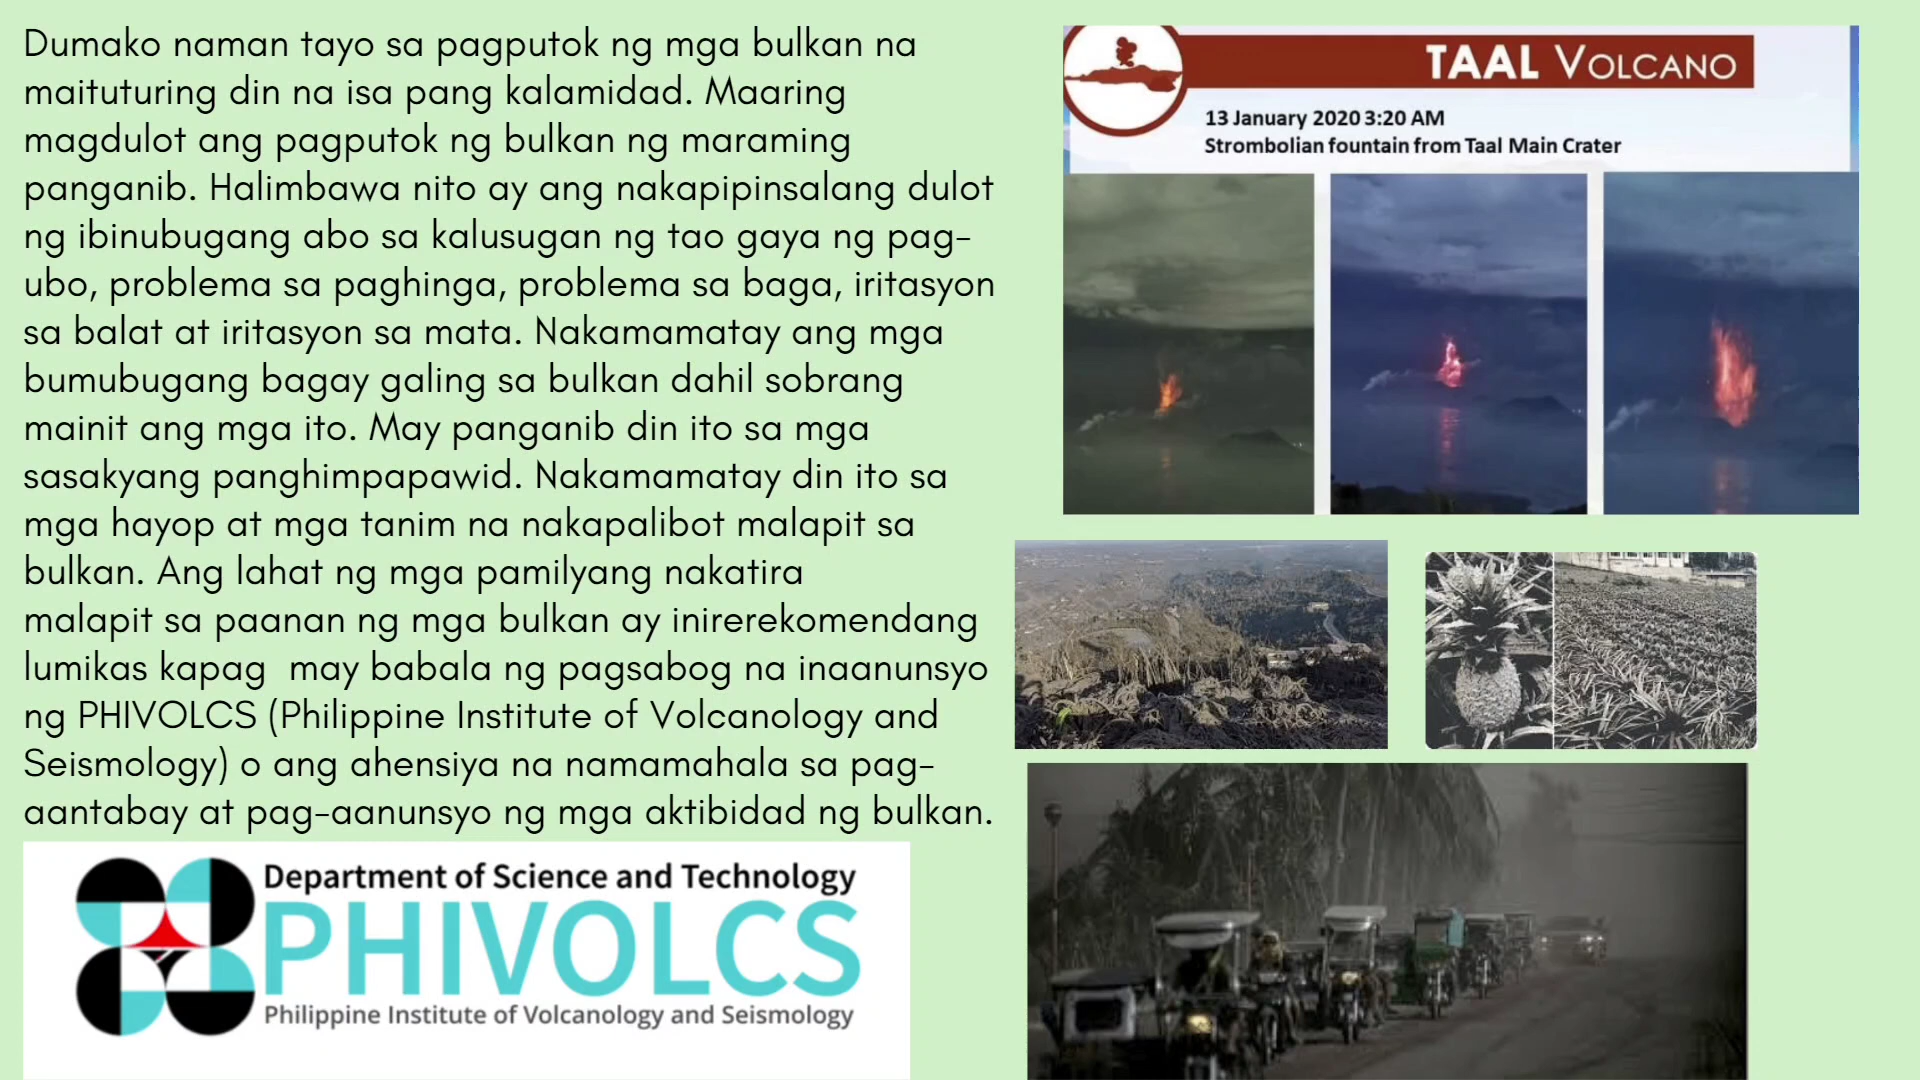 Dumako naman tayo sa pagputok ng mga bulkan na
maituturing din na isa pang kalamidad. Maaring
magdulot ang pagputok ng bulkan ng maraming
panganib. Halimbawa nito ay ang nakapipinsalang dulot
ng ibinubugang abo sa kalusugan ng tao gaya ng pag-
ubo, problema sa paghinga, problema sa baga, iritasyon
sa balat at iritasyon sa mata. Nakamamatay ang mga
bumubugang bagay galing sa bulkan dahil sobrang
mainit ang mga ito. May panganib din ito sa mga
sasakyang panghimpapawid. Nakamamatay din ito sa
mga hayop at mga tanim na nakapalibot malapit sa
bulkan. Ang lahat ng mga pamilyang nakatira
malapit sa paanan ng mga bulkan ay inirerekomendang
lumikas kapag  may babala ng pagsabog na inaanunsyo
ng PHIVOLCS (Philippine Institute of Volcanology and
Seismology) o ang ahensiya na namamahala sa pag-
aantabay at pag-aanunsyo ng mga aktibidad ng bulkan.
Department of Science and Technology
PHIVOLCS
Philippine Institute of Volcanology and Seismology
TAAL VOLCANO
13 January 2020 3:20 AM
Strombolian fountain from Taal Main Crater